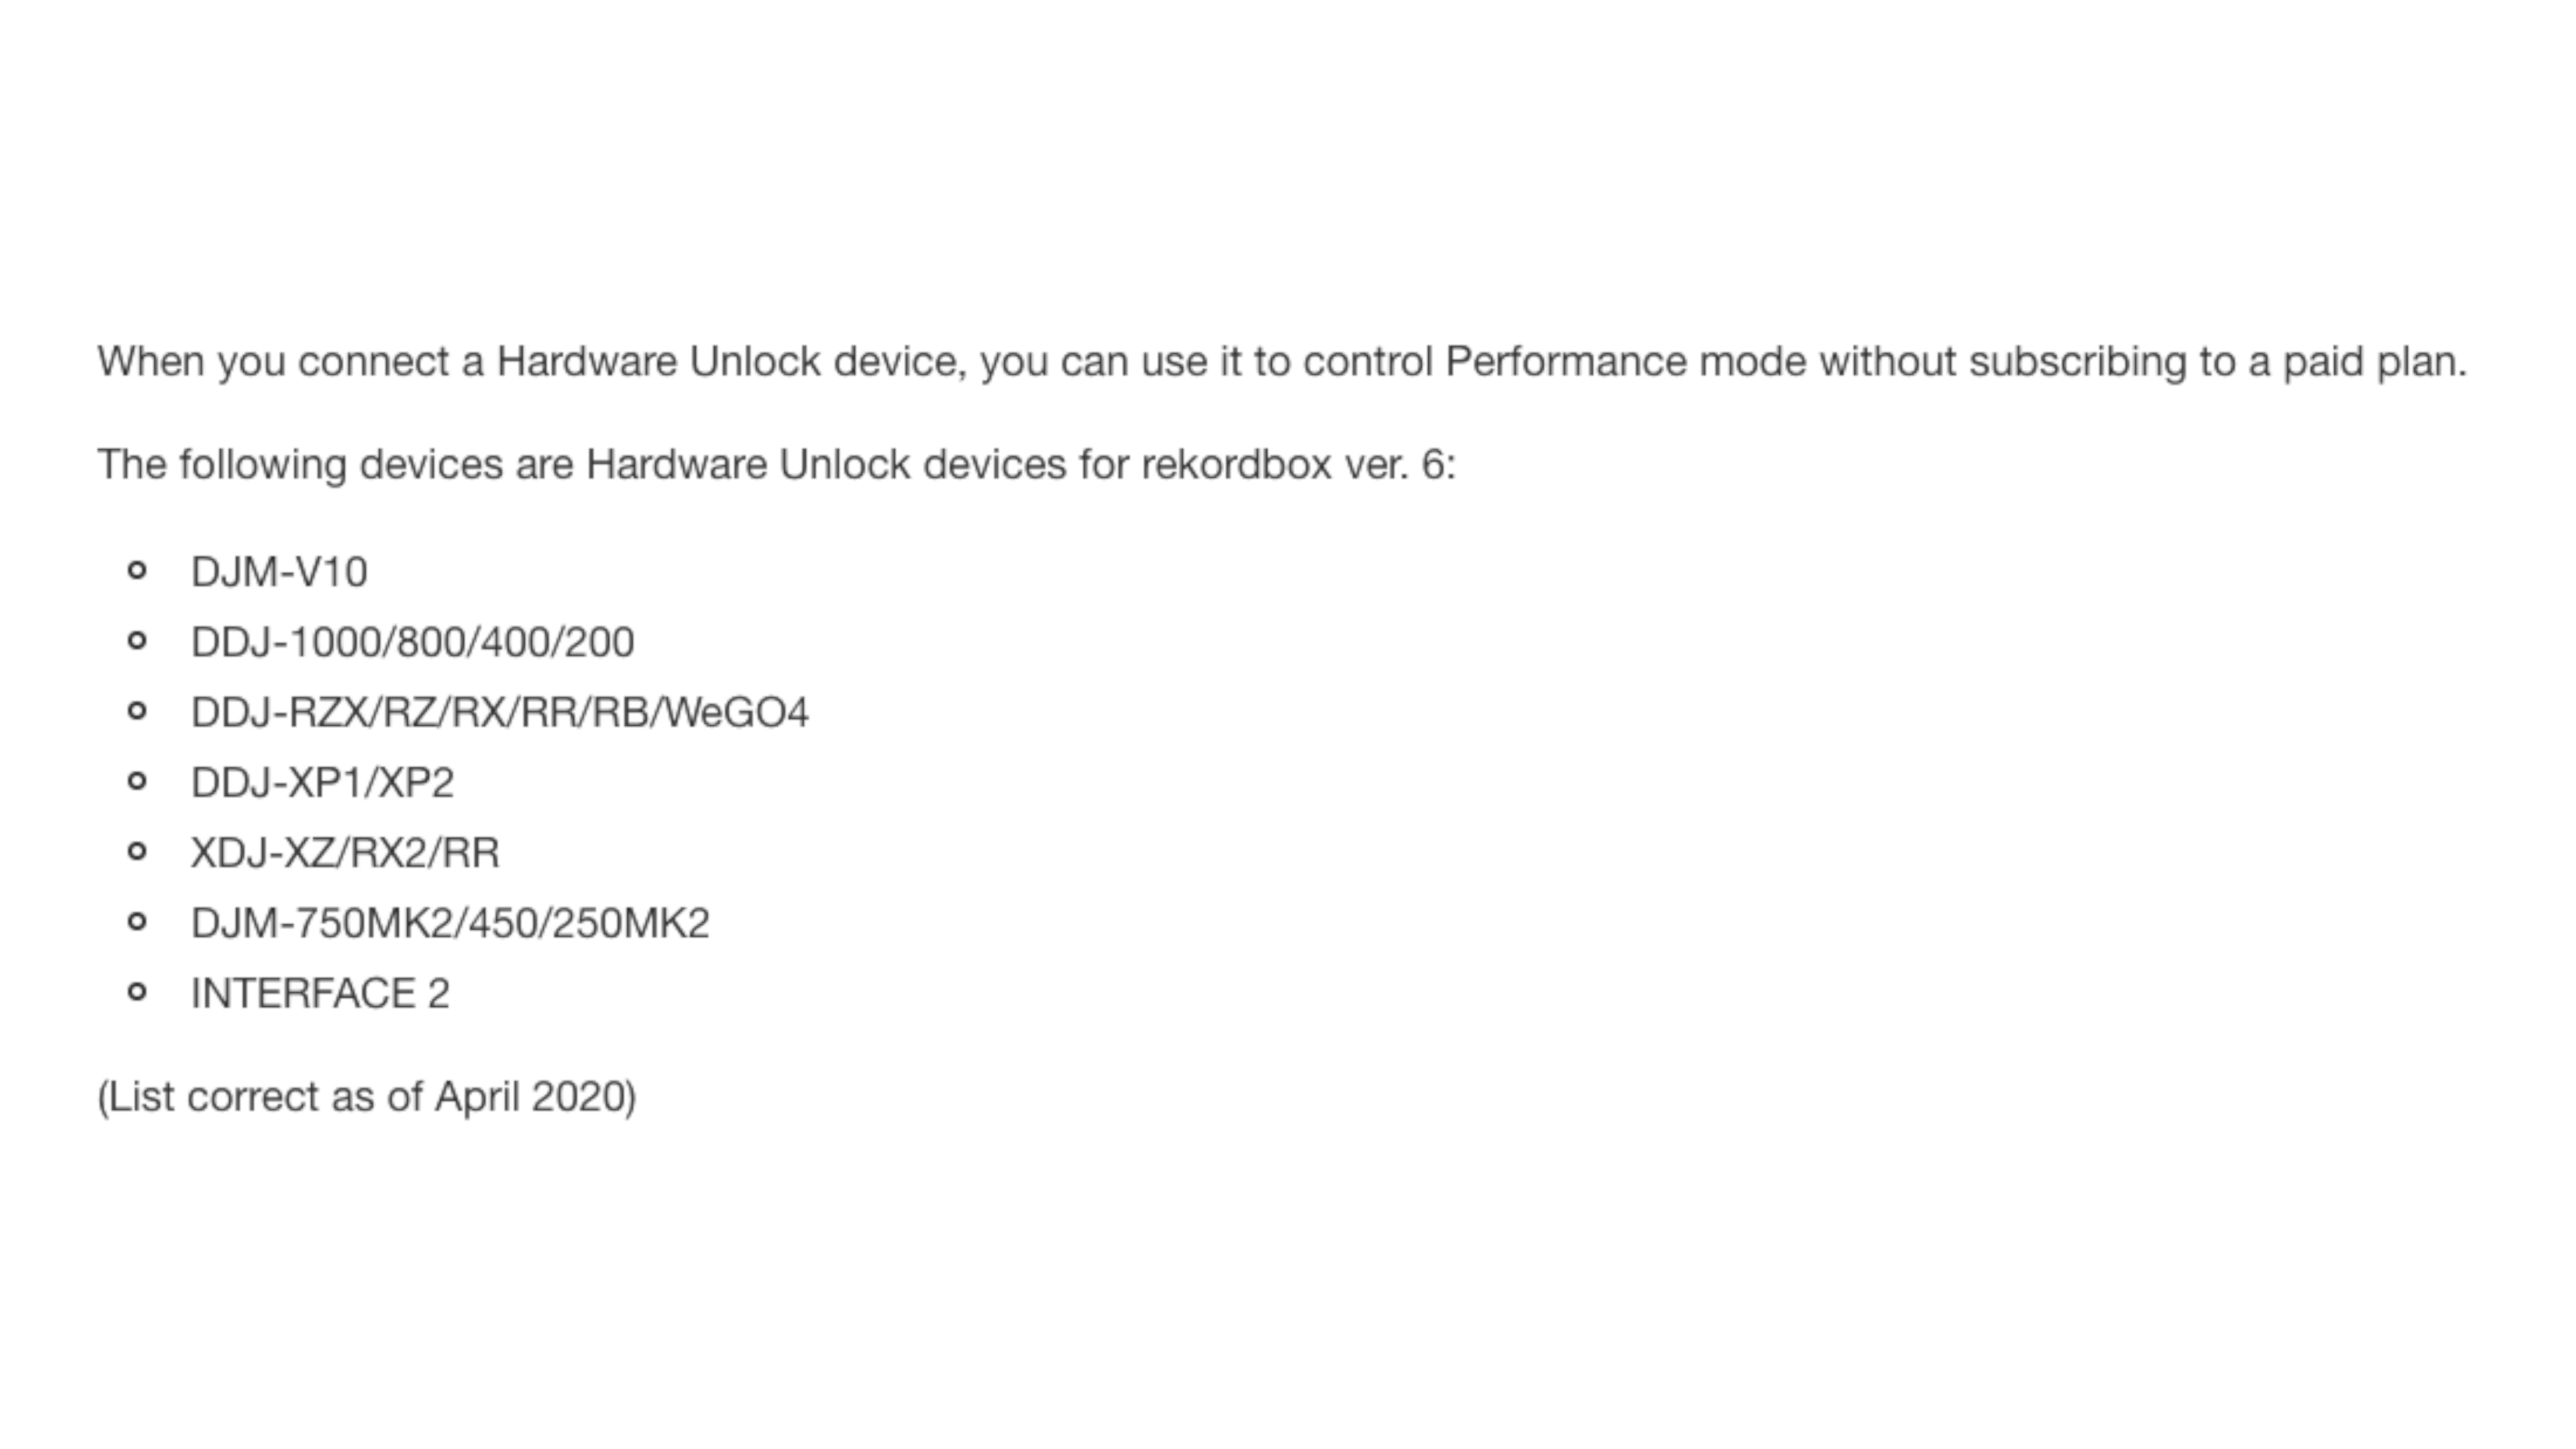 When you connect a Hardware Unlock device, you can use it to control Performance mode without subscribing to a paid plan.
The following devices are Hardware Unlock devices for rekordbox ver. 6:
DJM-V10
DDJ-1000/800/400/200
DDJ-RZX/RZ/RX/RR/RB/WeGO4
DDJ-XP1/XP2
XDJ-XZ/RX2/RR
DJM-750MK2/450/250MK2
INTERFACE 2
(List correct as of April 2020)